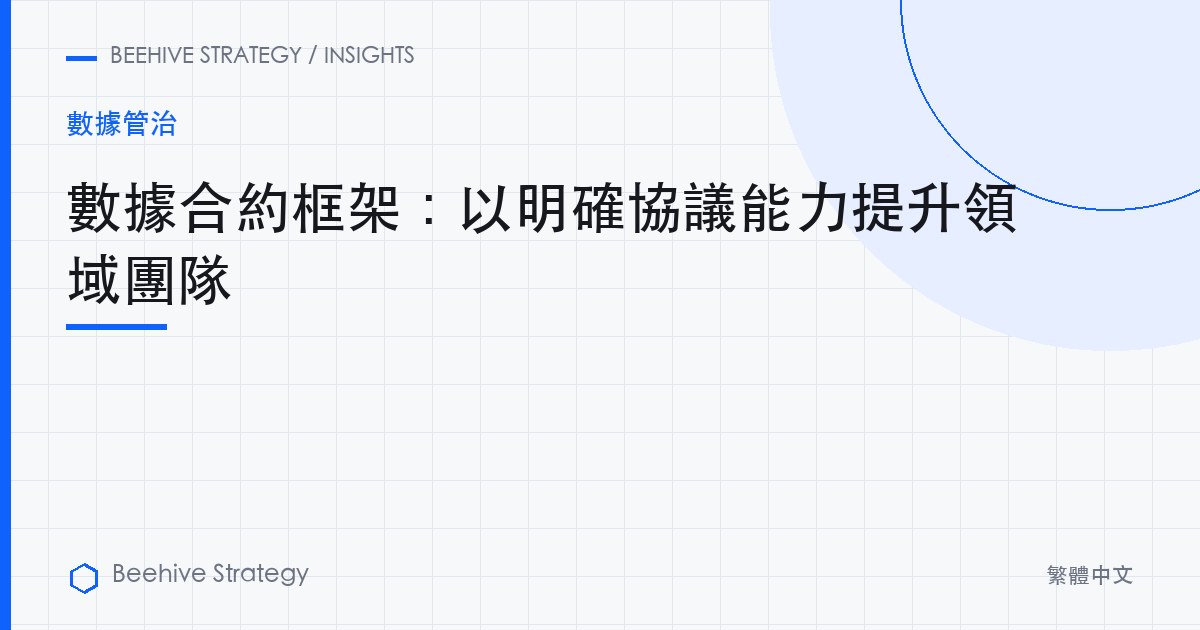 BEEHIVE STRATEGY / INSIGHTS
數據管治
數據合約框架：以明確協議能力提升領
域團隊
Beehive Strategy
繁體中文